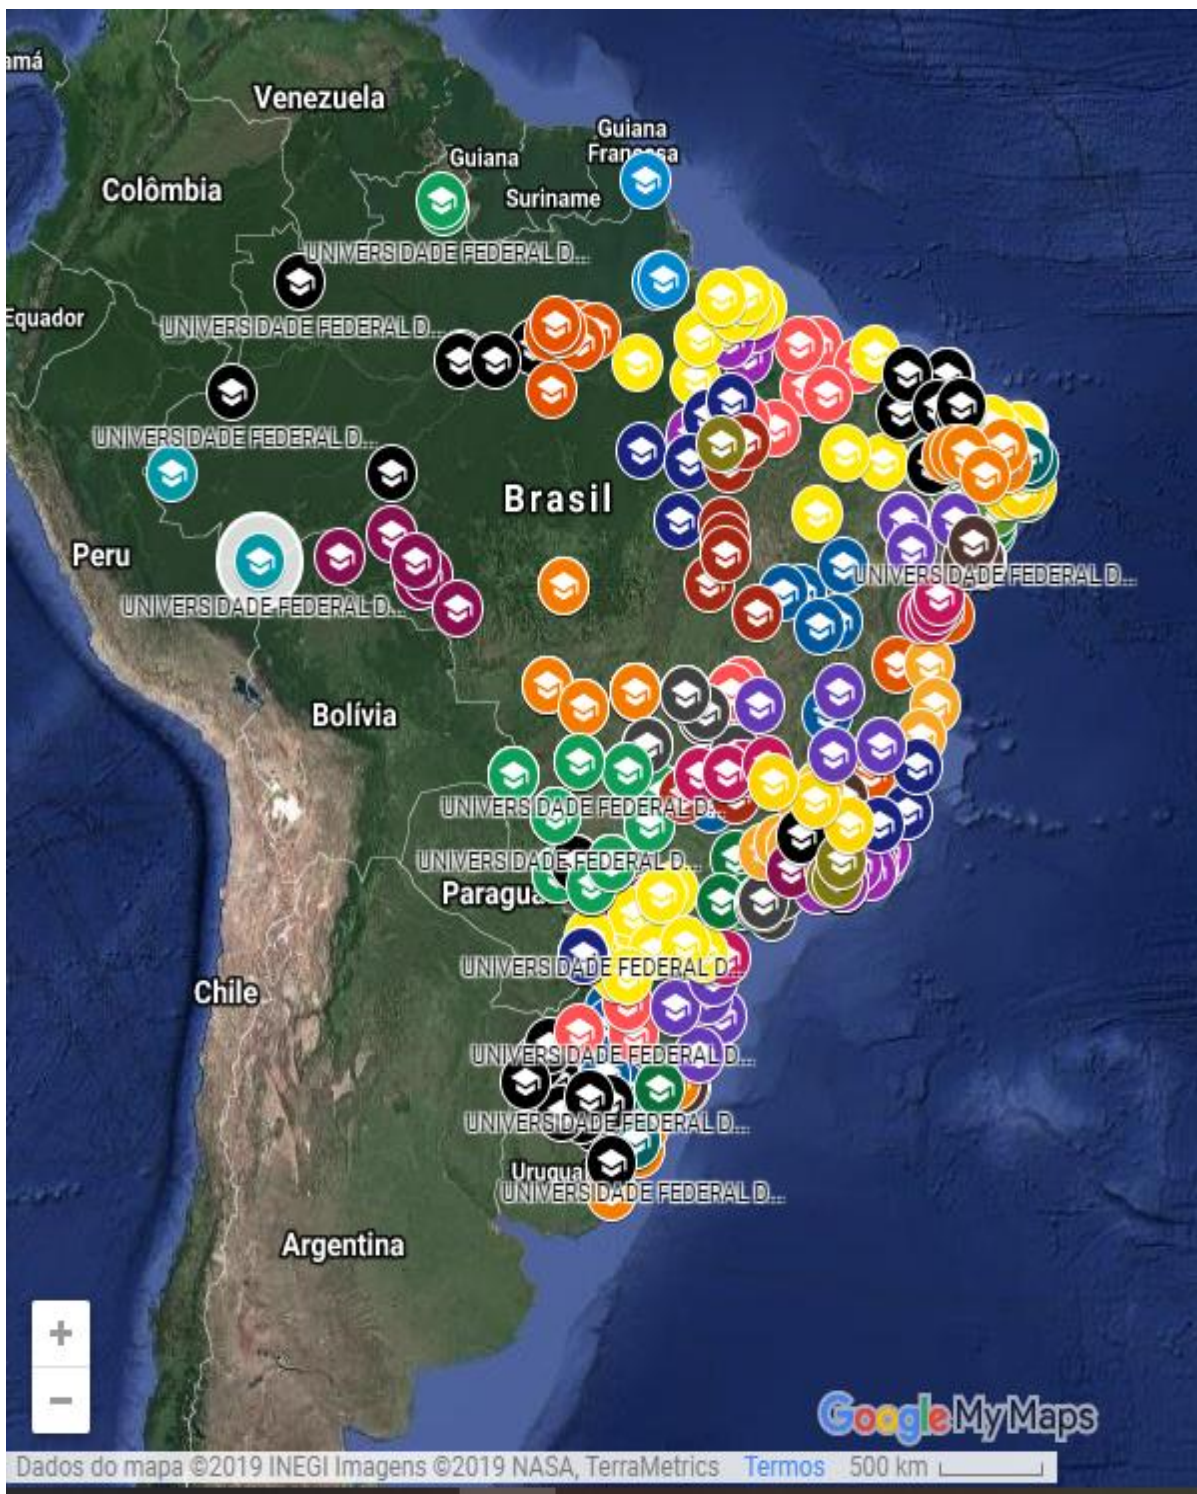 amá
Venezuela
Guiana
Francesa
Guiana
Colômbia
Suriname
UNIVERSIDADE FEDERAL D...
Equador
UNIVERSIDADE FEDERAL D...
UNIVERSIDADE FEDERAL D...
Brasil
Peru
UNIVERSIDADE FEDERAL D...
UNIVERSIDADE FEDERAL D...
Bolívia
UNIVERSIDADE FEDERAL D...
UNIVERSIDADE FEDERAL D...
Paragua
UNIVERSIDADE FEDERAL D...
Chile
UNIVERSIDADE FEDERAL D...
UNIVERSIDADE FEDERAL D...
Uruguai
UNIVERSIDADE FEDERAL D...
Argentina
+
−
Google My Maps
Dados do mapa ©2019 INEGI Imagens ©2019 NASA, TerraMetrics Termos 500 km